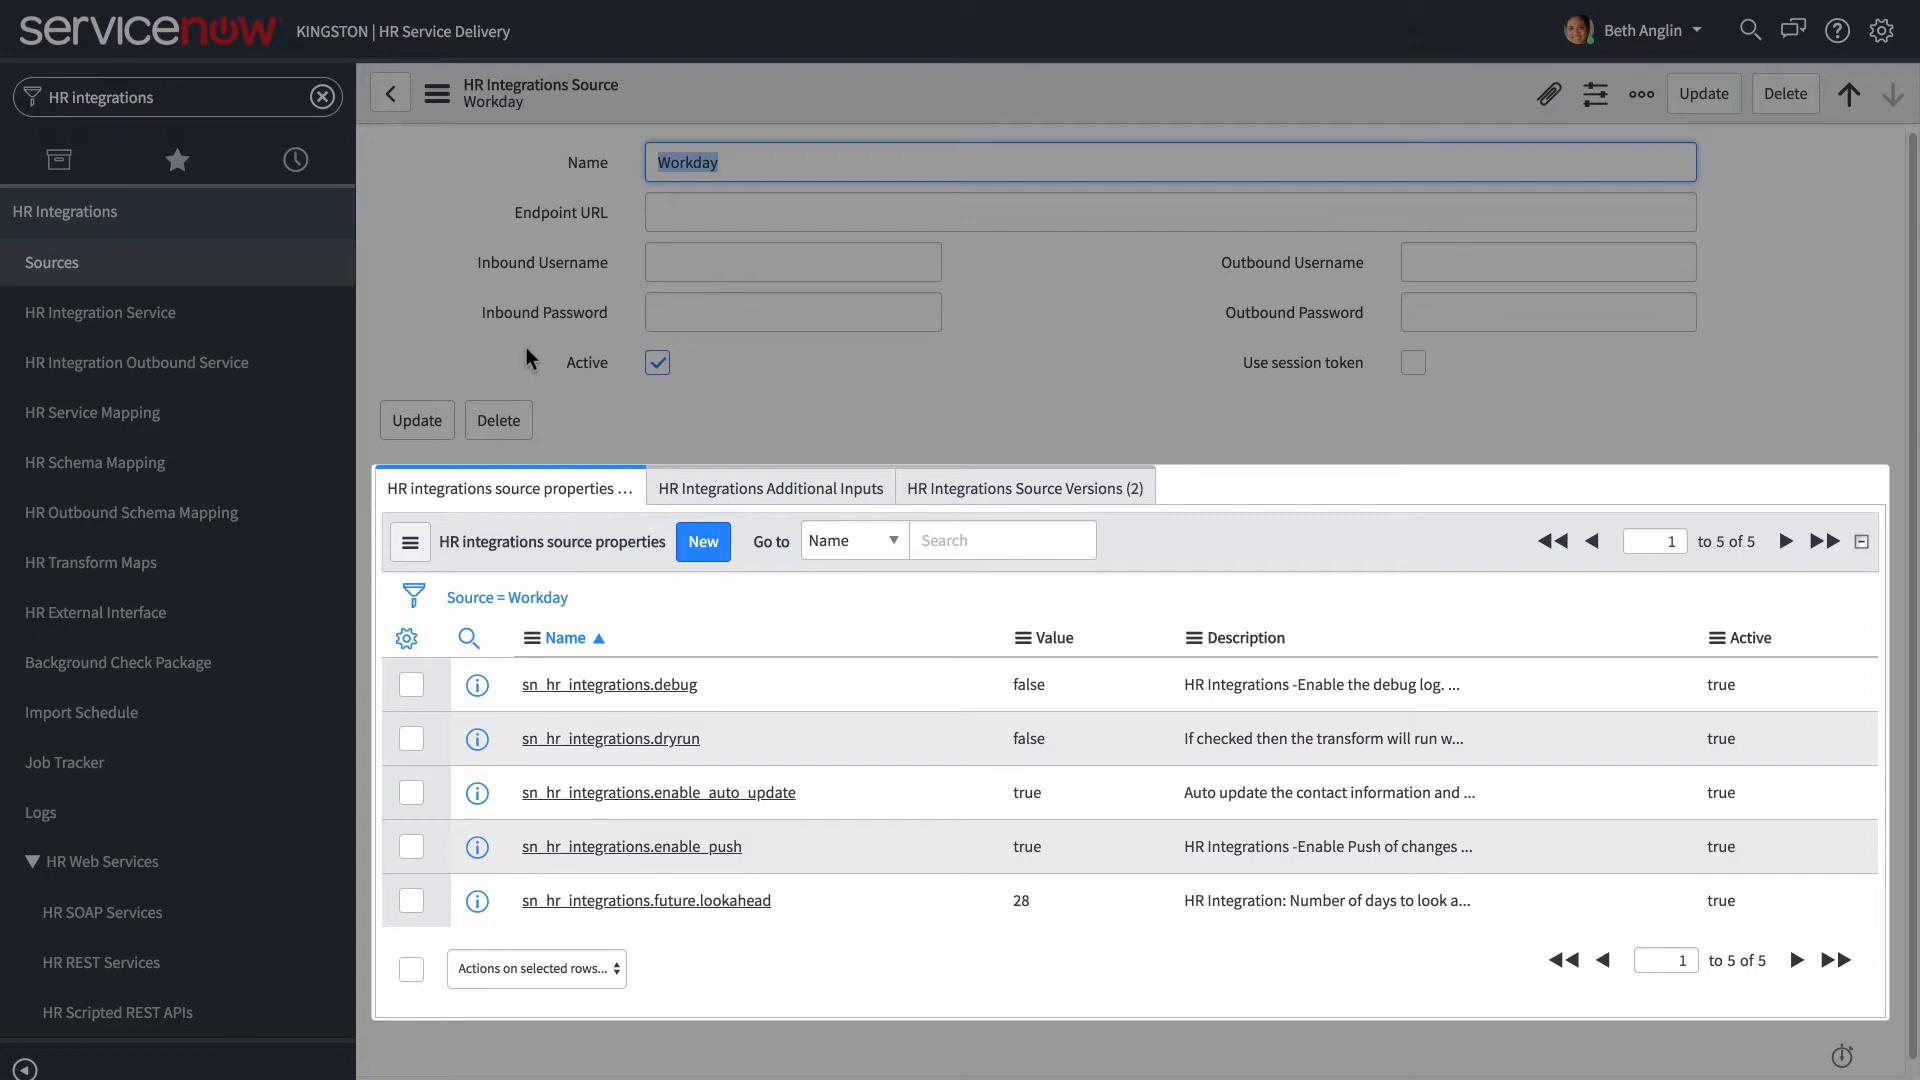 servicenow KINGSTON | HR Service Delivery
Beth Anglin
HR integrations
HR Integrations
Sources
HR Integration Service
HR Integration Outbound Service
HR Service Mapping
HR Schema Mapping
HR Outbound Schema Mapping
HR Transform Maps
HR External Interface
Background Check Package
Import Schedule
Job Tracker
Logs
HR Web Services
HR SOAP Services
HR REST Services
HR Scripted REST APIs
HR Integrations Source
Workday
Update Delete
Name Workday
Endpoint URL
Inbound Username Outbound Username
Inbound Password Outbound Password
Active Use session token
Update Delete
HR integrations source properties ... HR Integrations Additional Inputs HR Integrations Source Versions (2)
HR integrations source properties New Go to Name Search 1 to 5 of 5
Source = Workday
Name Value Description Active
sn_hr_integrations.debug false HR Integrations -Enable the debug log. ... true
sn_hr_integrations.dryrun false If checked then the transform will run w... true
sn_hr_integrations.enable_auto_update true Auto update the contact information and ... true
sn_hr_integrations.enable_push true HR Integrations -Enable Push of changes ... true
sn_hr_integrations.future.lookahead 28 HR Integration: Number of days to look a... true
Actions on selected rows... 1 to 5 of 5